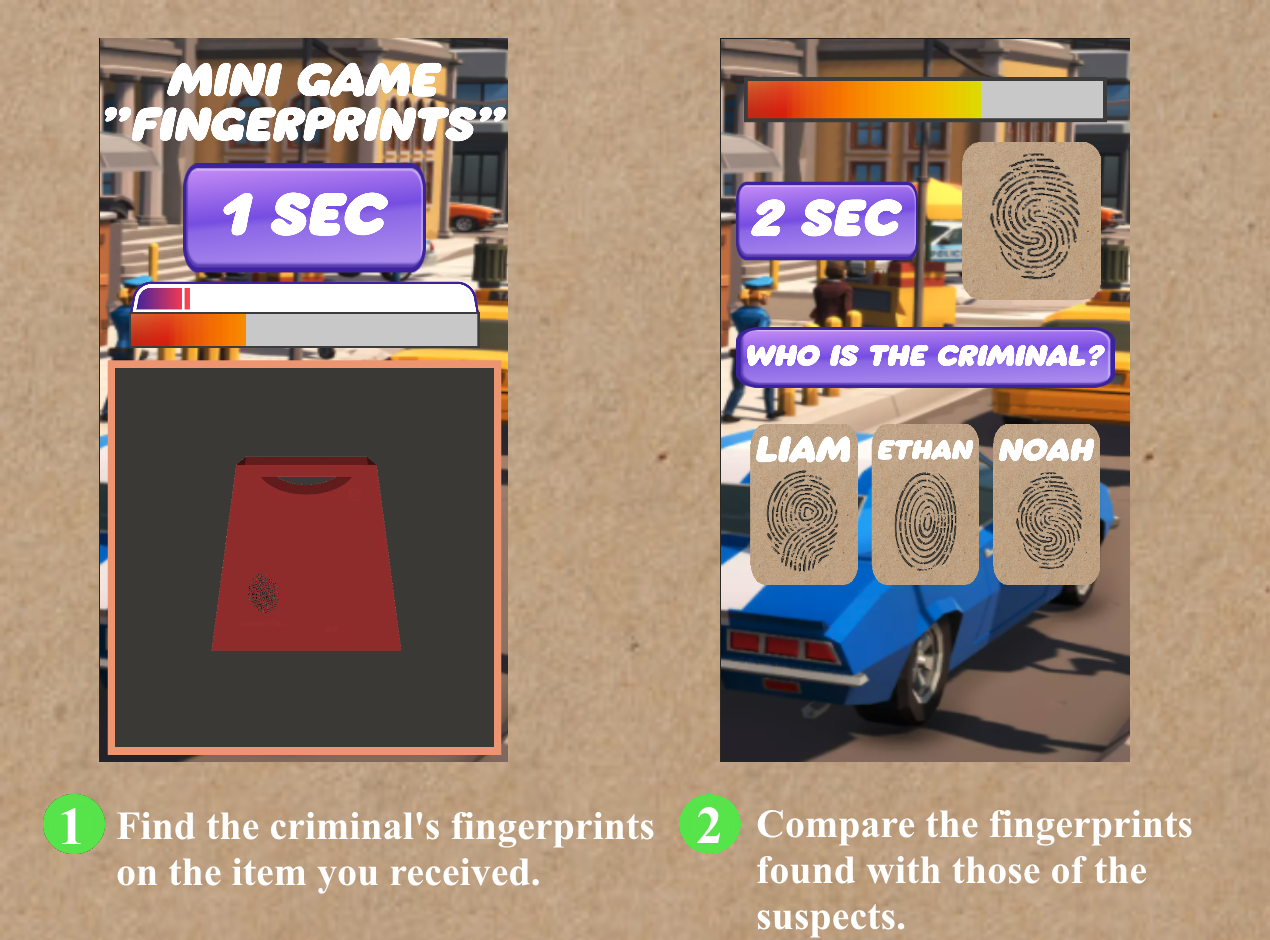 MINI GAME
”FINGERPRINTS”
1 SEC
2 SEC
WHO IS THE CRIMINAL?
LIAM
ETHAN
NOAH
1
Find the criminal's fingerprints
on the item you received.
2
Compare the fingerprints
found with those of the
suspects.